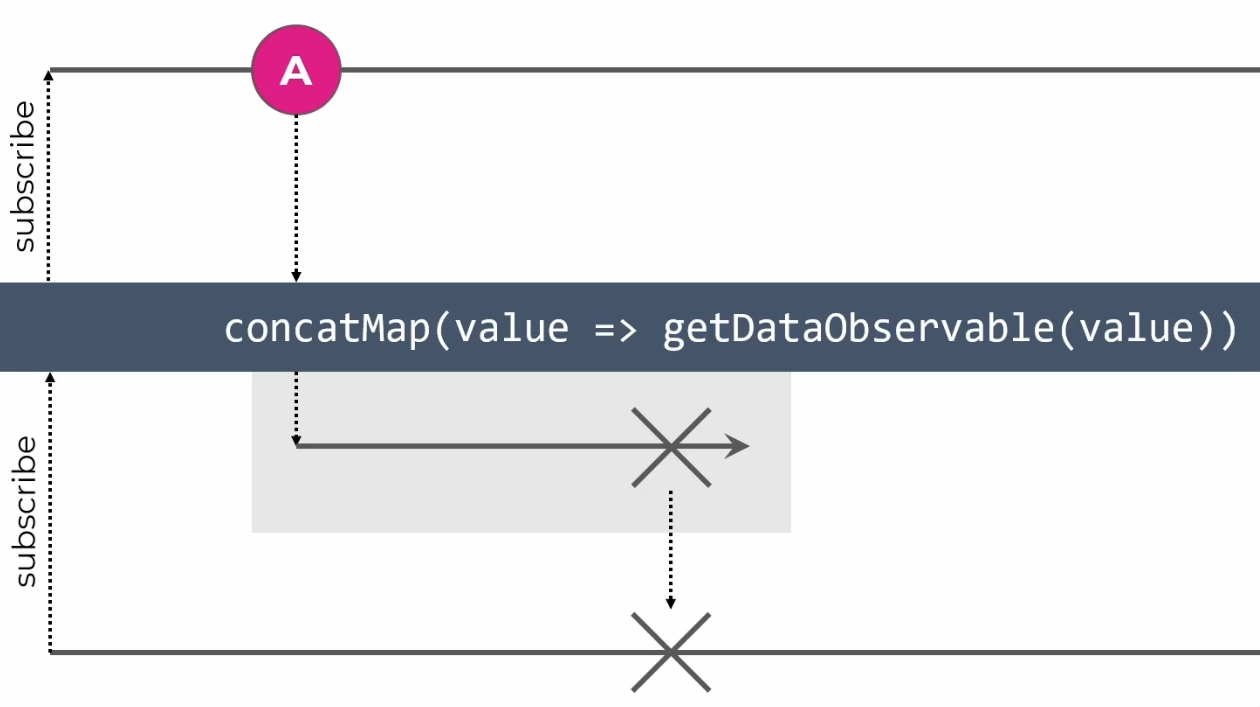 A
subscribe
concatMap(value => getDataObservable(value))
subscribe